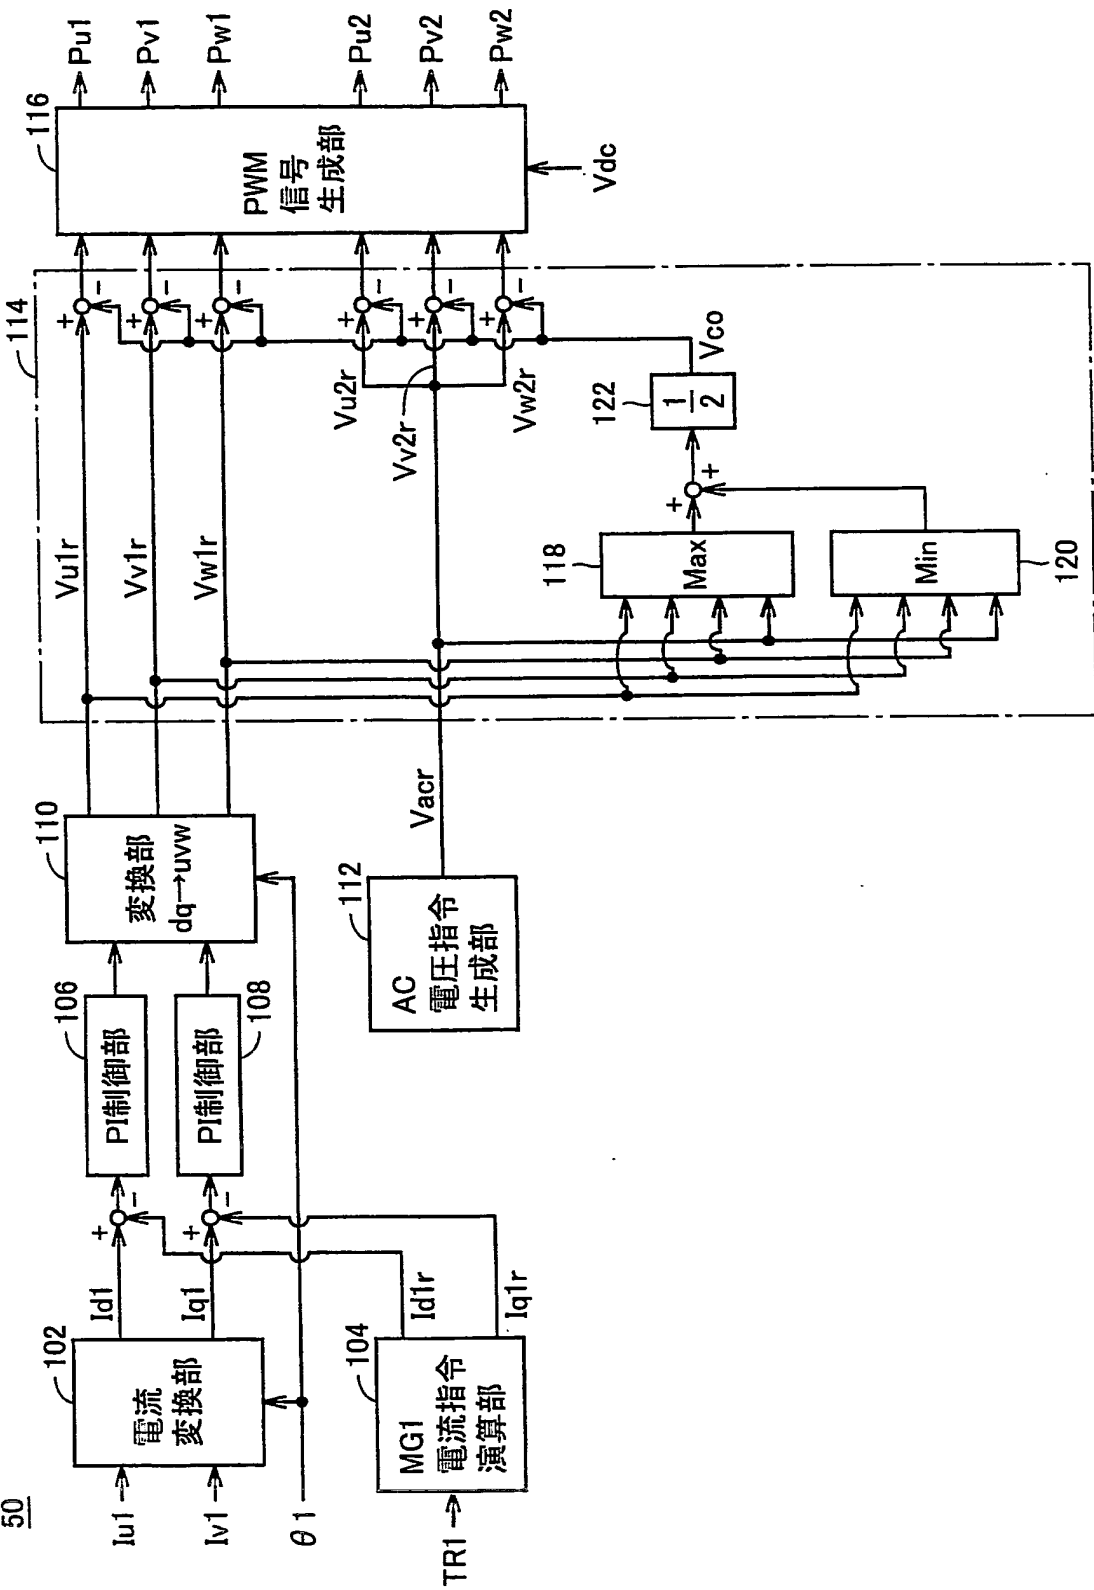 50
Iu1
Iv1
θ1
TR1
102
電流
変換部
104
MG1
電流指令
演算部
Id1
Iq1
Id1r
Iq1r
+
-
+
-
106
PI制御部
PI制御部
108
110
変換部
dq→uvw
112
AC
電圧指令
生成部
Vacr
114
Vu1r
Vv1r
Vw1r
Vu2r
Vv2r
Vw2r
118
Max
Min
120
+
+
122
1
2
Vco
+
-
+
-
+
-
+
-
+
-
+
-
116
PWM
信号
生成部
Vdc
Pu1
Pv1
Pw1
Pu2
Pv2
Pw2